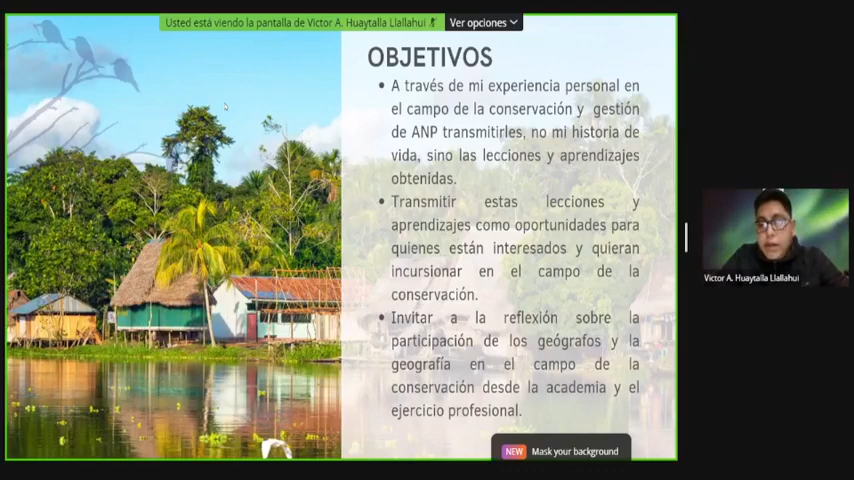 Usted está viendo la pantalla de Victor A. Huaytalla Llallahui
Ver opciones
OBJETIVOS
• A través de mi experiencia personal en
el campo de la conservación y gestión
de ANP transmitirles, no mi historia de
vida, sino las lecciones y aprendizajes
obtenidas.
• Transmitir estas lecciones y
aprendizajes como oportunidades para
quienes están interesados y quieran
incursionar en el campo de la
conservación.
• Invitar a la reflexión sobre la
participación de los geógrafos y la
geografía en el campo de la
conservación desde la academia y el
ejercicio profesional.
NEW Mask your background
Victor A. Huaytalla Llallahui